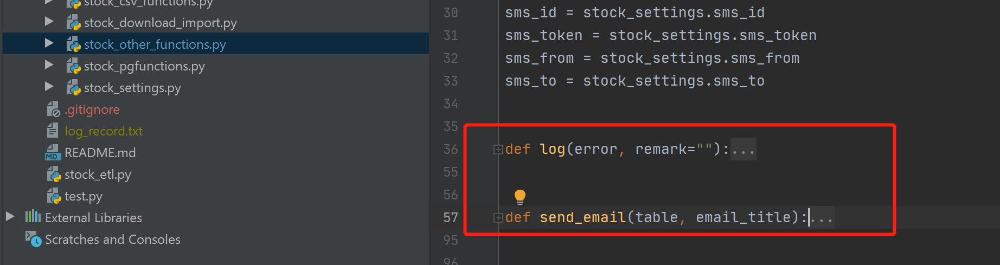 stock_csv_functions.py
stock_download_import.py
stock_other_functions.py
stock_pgfunctions.py
stock_settings.py
.gitignore
log_record.txt
MD README.md
stock_etl.py
test.py
External Libraries
Scratches and Consoles
30 sms_id = stock_settings.sms_id
31 sms_token = stock_settings.sms_token
32 sms_from = stock_settings.sms_from
33 sms_to = stock_settings.sms_to
34
35
36 def log(error, remark=""):...
55
56
57 def send_email(table, email_title):...
95
96